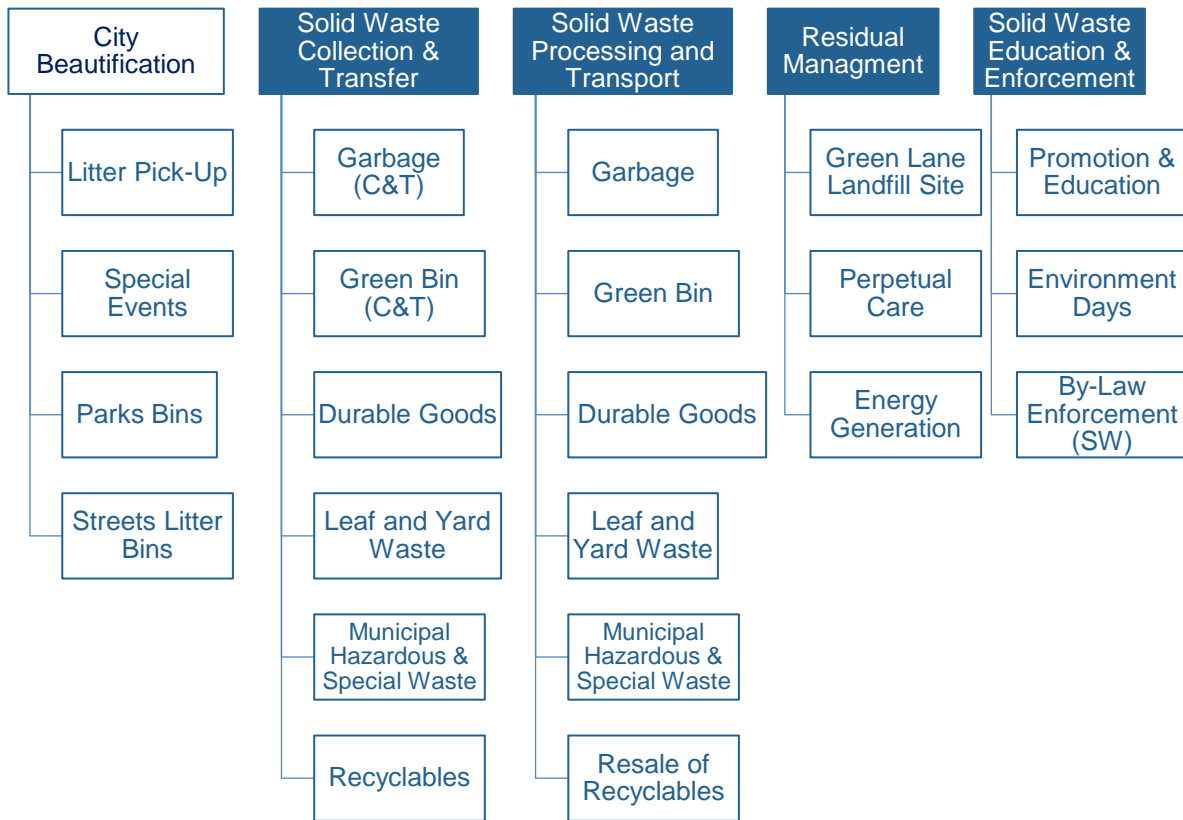 City
Beautification
Litter Pick-Up
Special
Events
Parks Bins
Streets Litter
Bins
Solid Waste
Collection &
Transfer
Garbage
(C&T)
Green Bin
(C&T)
Durable Goods
Leaf and Yard
Waste
Municipal
Hazardous &
Special Waste
Recyclables
Solid Waste
Processing and
Transport
Garbage
Green Bin
Durable Goods
Leaf and
Yard Waste
Municipal
Hazardous &
Special Waste
Resale of
Recyclables
Residual
Managment
Green Lane
Landfill Site
Perpetual
Care
Energy
Generation
Solid Waste
Education &
Enforcement
Promotion &
Education
Environment
Days
By-Law
Enforcement
(SW)